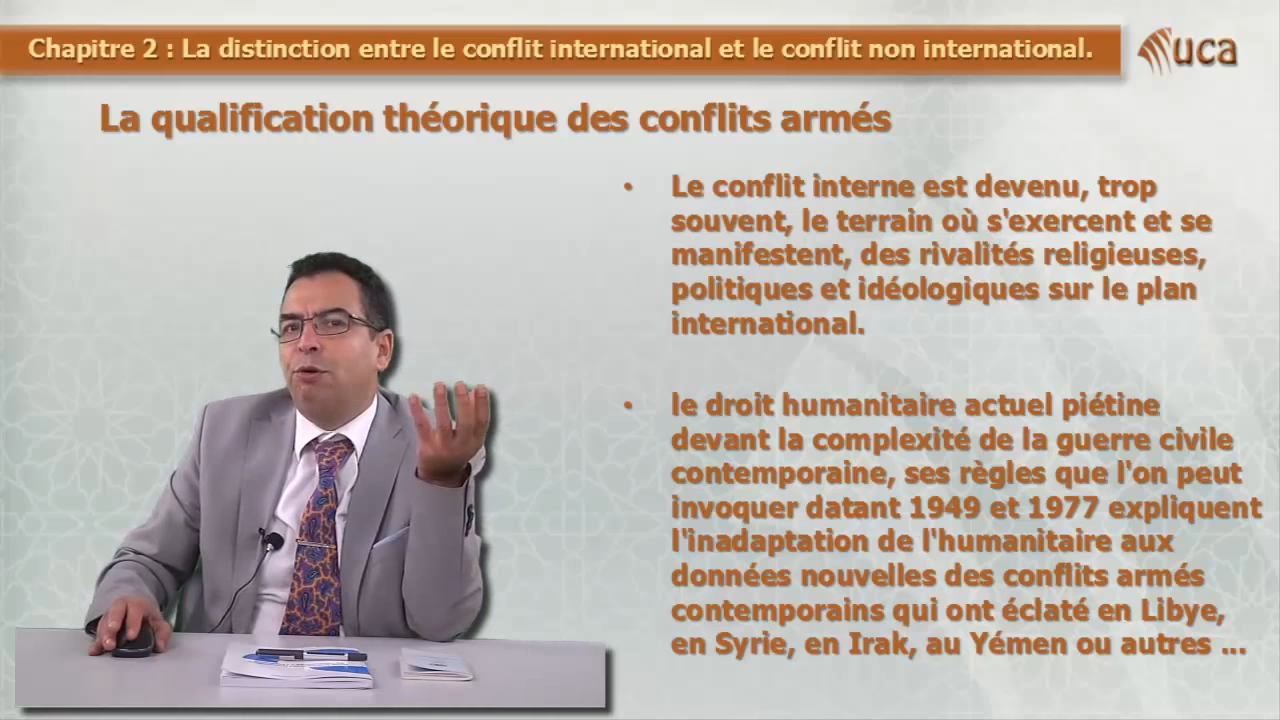 Chapitre 2 : La distinction entre le conflit international et le conflit non international.
uca
La qualification théorique des conflits armés
• Le conflit interne est devenu, trop
souvent, le terrain où s'exercent et se
manifestent, des rivalités religieuses,
politiques et idéologiques sur le plan
international.
• le droit humanitaire actuel piétine
devant la complexité de la guerre civile
contemporaine, ses règles que l'on peut
invoquer datant 1949 et 1977 expliquent
l'inadaptation de l'humanitaire aux
données nouvelles des conflits armés
contemporains qui ont éclaté en Libye,
en Syrie, en Irak, au Yémen ou autres ...